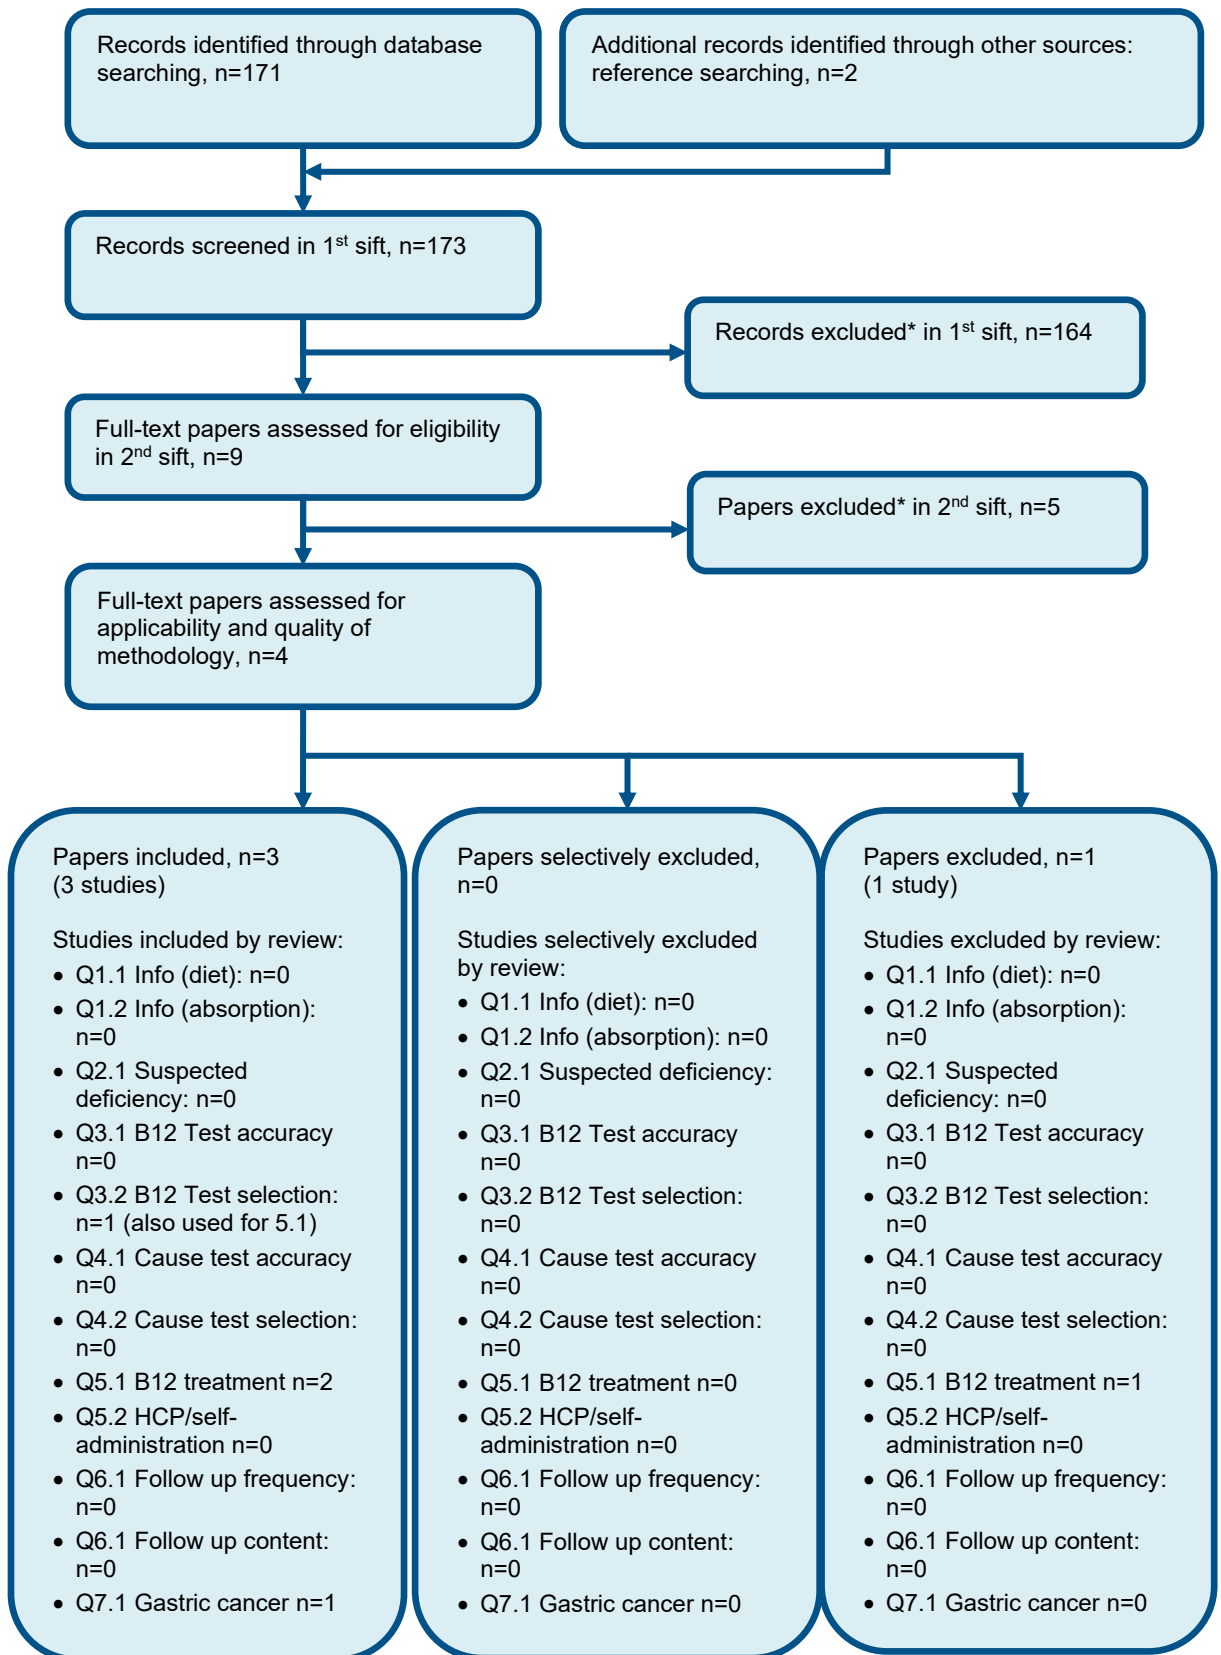 Records identified through database
searching, n=171
Additional records identified through other sources:
reference searching, n=2
Records screened in 1st sift, n=173
Records excluded* in 1st sift, n=164
Full-text papers assessed for eligibility
in 2nd sift, n=9
Papers excluded* in 2nd sift, n=5
Full-text papers assessed for
applicability and quality of
methodology, n=4
Papers included, n=3
(3 studies)
Studies included by review:
• Q1.1 Info (diet): n=0
• Q1.2 Info (absorption):
n=0
• Q2.1 Suspected
deficiency: n=0
• Q3.1 B12 Test accuracy
n=0
• Q3.2 B12 Test selection:
n=1 (also used for 5.1)
• Q4.1 Cause test accuracy
n=0
• Q4.2 Cause test selection:
n=0
• Q5.1 B12 treatment n=2
• Q5.2 HCP/self-
administration n=0
• Q6.1 Follow up frequency:
n=0
• Q6.1 Follow up content:
n=0
• Q7.1 Gastric cancer n=1
Papers selectively excluded,
n=0
Studies selectively excluded
by review:
• Q1.1 Info (diet): n=0
• Q1.2 Info (absorption): n=0
• Q2.1 Suspected deficiency:
n=0
• Q3.1 B12 Test accuracy
n=0
• Q3.2 B12 Test selection:
n=0
• Q4.1 Cause test accuracy
n=0
• Q4.2 Cause test selection:
n=0
• Q5.1 B12 treatment n=0
• Q5.2 HCP/self-
administration n=0
• Q6.1 Follow up frequency:
n=0
• Q6.1 Follow up content:
n=0
• Q7.1 Gastric cancer n=0
Papers excluded, n=1
(1 study)
Studies excluded by review:
• Q1.1 Info (diet): n=0
• Q1.2 Info (absorption):
n=0
• Q2.1 Suspected
deficiency: n=0
• Q3.1 B12 Test accuracy
n=0
• Q3.2 B12 Test selection:
n=0
• Q4.1 Cause test accuracy
n=0
• Q4.2 Cause test selection:
n=0
• Q5.1 B12 treatment n=1
• Q5.2 HCP/self-
administration n=0
• Q6.1 Follow up frequency:
n=0
• Q6.1 Follow up content:
n=0
• Q7.1 Gastric cancer n=0